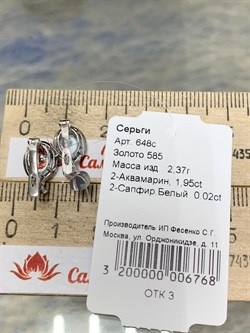 Серьги
Арт. 648с
Золото 585
Масса изд 2,37г
2-Аквамарин, 1,95ct
2-Сапфир Белый 0.02ct
Производитель ИП Фесенко С.Г.
Москва, ул. Орджоникидзе, д. 11
3 200000 006768
ОТК 3